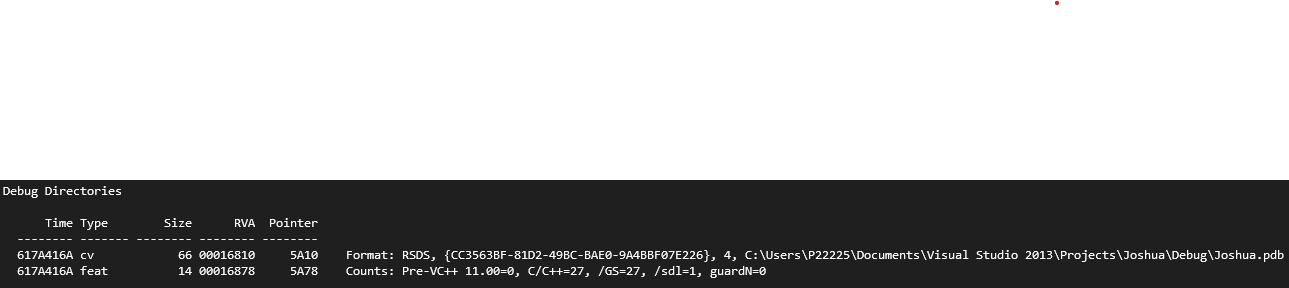 Debug Directories
Time Type Size RVA Pointer
-------- ------- -------- -------- --------
617A416A cv 66 00016810 5A10 Format: RSDS, {CC3563BF-81D2-49BC-BAE0-9A4BBF07E226}, 4, C:\Users\P22225\Documents\Visual Studio 2013\Projects\Joshua\Debug\Joshua.pdb
617A416A feat 14 00016878 5A78 Counts: Pre-VC++ 11.00=0, C/C++=27, /GS=27, /sdl=1, guardN=0